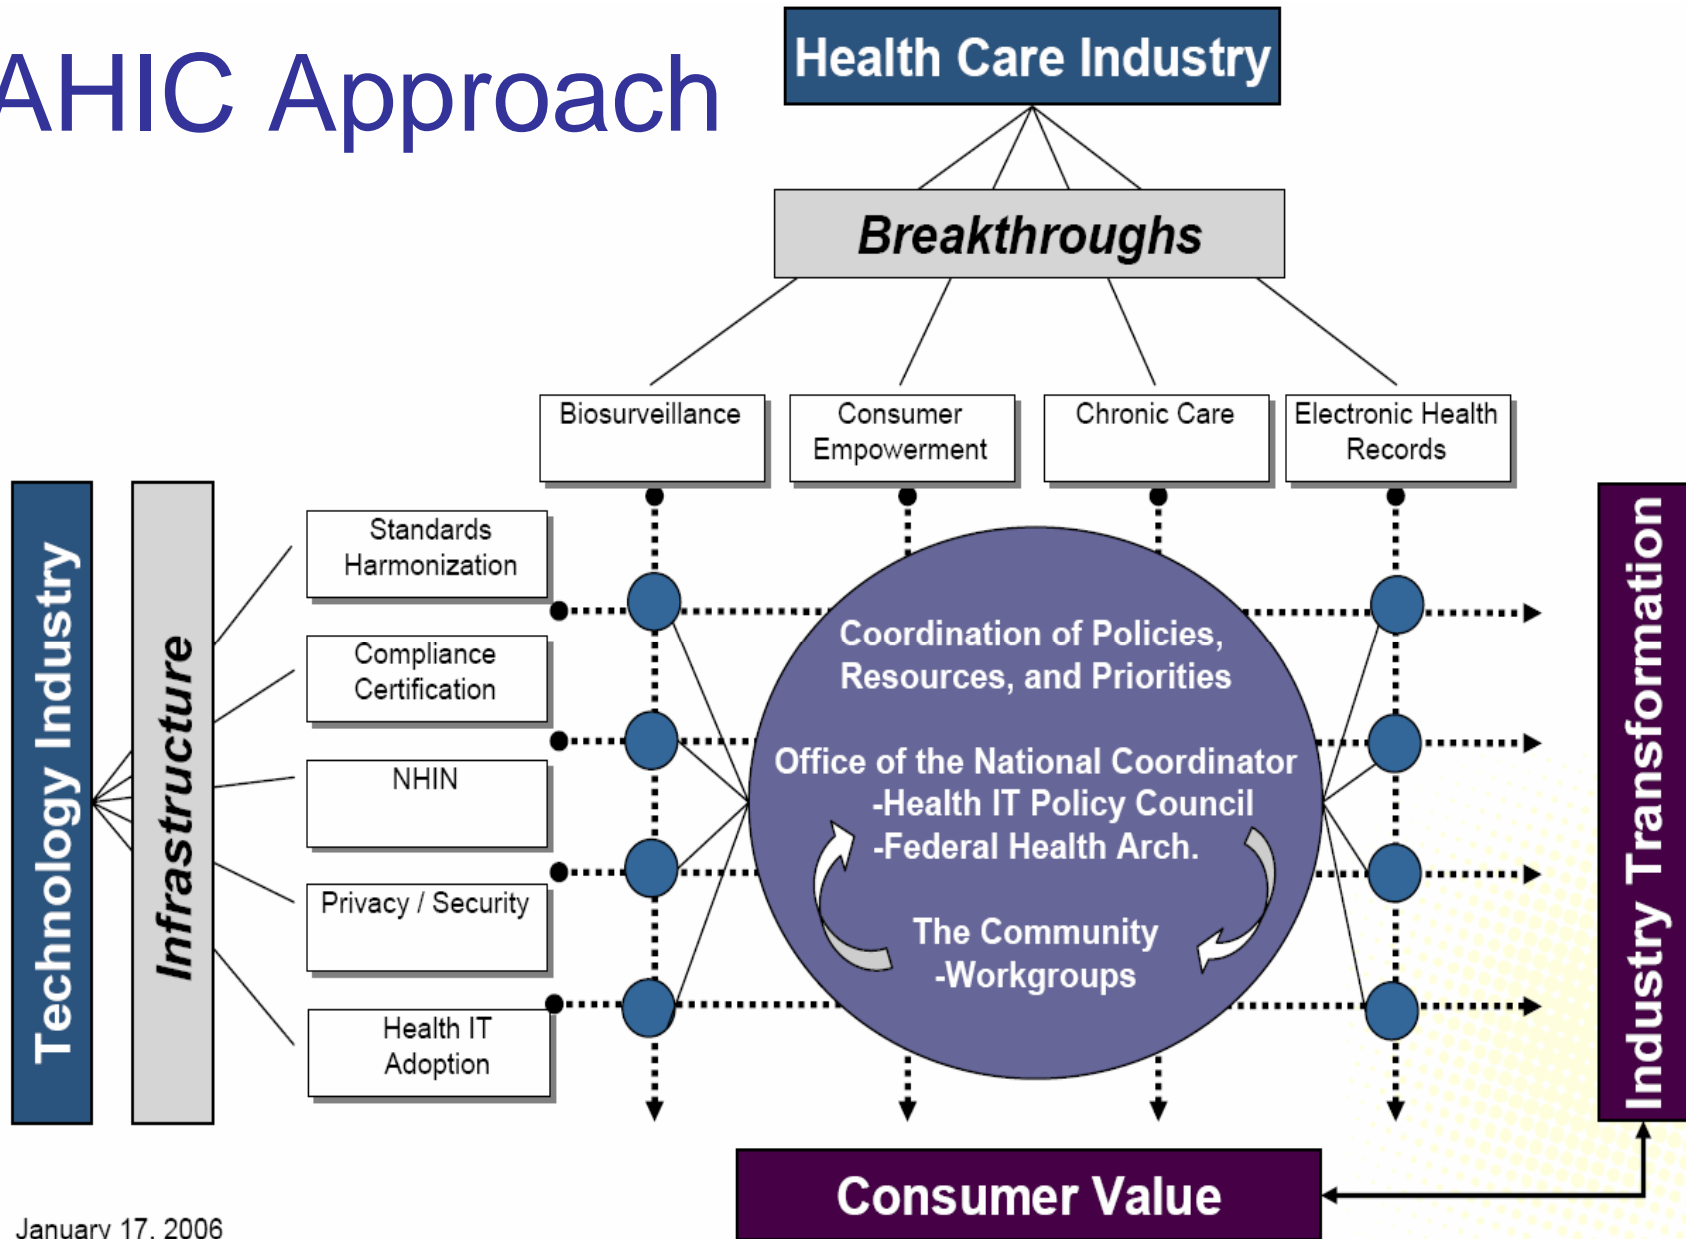 AHIC Approach
Health Care Industry
Breakthroughs
Biosurveillance
Consumer
Empowerment
Chronic Care
Electronic Health
Records
Technology Industry
Infrastructure
Standards
Harmonization
Compliance
Certification
NHIN
Privacy / Security
Health IT
Adoption
Coordination of Policies,
Resources, and Priorities
Office of the National Coordinator
-Health IT Policy Council
-Federal Health Arch.
The Community
-Workgroups
Industry Transformation
Consumer Value
January 17, 2006